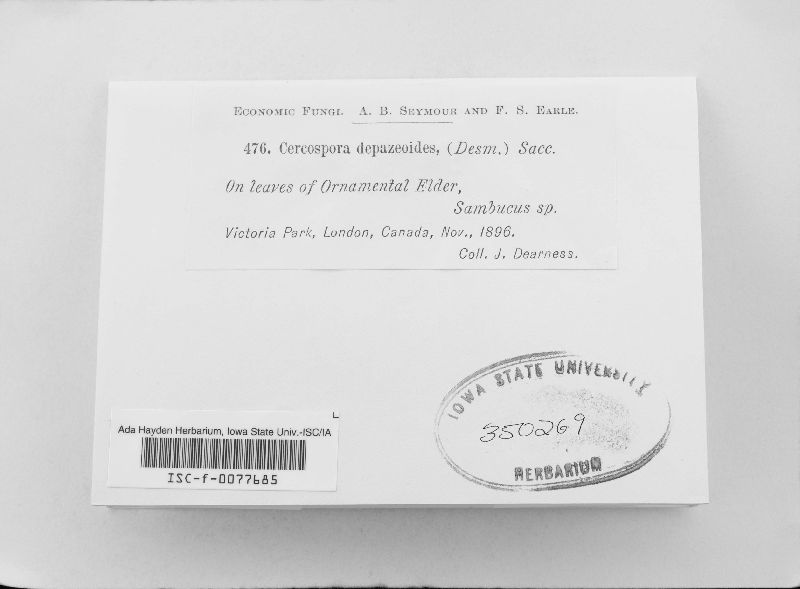 ECONOMIC FUNGI. A. B. SEYMOUR AND F. S. EARLE.
476. Cercospora depazeoides, (Desm.) Sacc.
On leaves of Ornamental Elder,
Sambucus sp.
Victoria Park, London, Canada, Nov., 1896.
Coll. J. Dearness.
IOWA STATE UNIVERSITY
350269
HERBARIUM
Ada Hayden Herbarium, Iowa State Univ.-ISC/IA
ISC-f-0077685